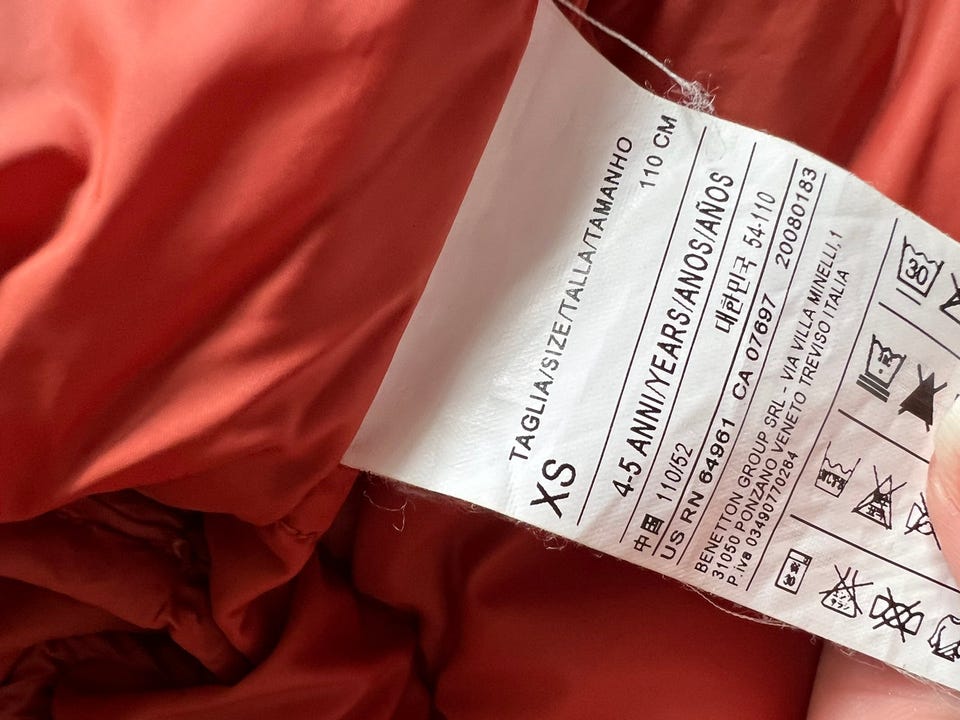 TAGLIA/SIZE/TALLA/TAMANHO
XS 110 CM
4-5 ANNI/YEARS/ANOS/AÑOS
中国 110/52 대한민국 54-110
US RN 64961 CA 07697 20080183
BENETTON GROUP SRL - VIA VILLA MINELLI, 1
31050 PONZANO VENETO TREVISO ITALIA
P.iva 03490770264
30